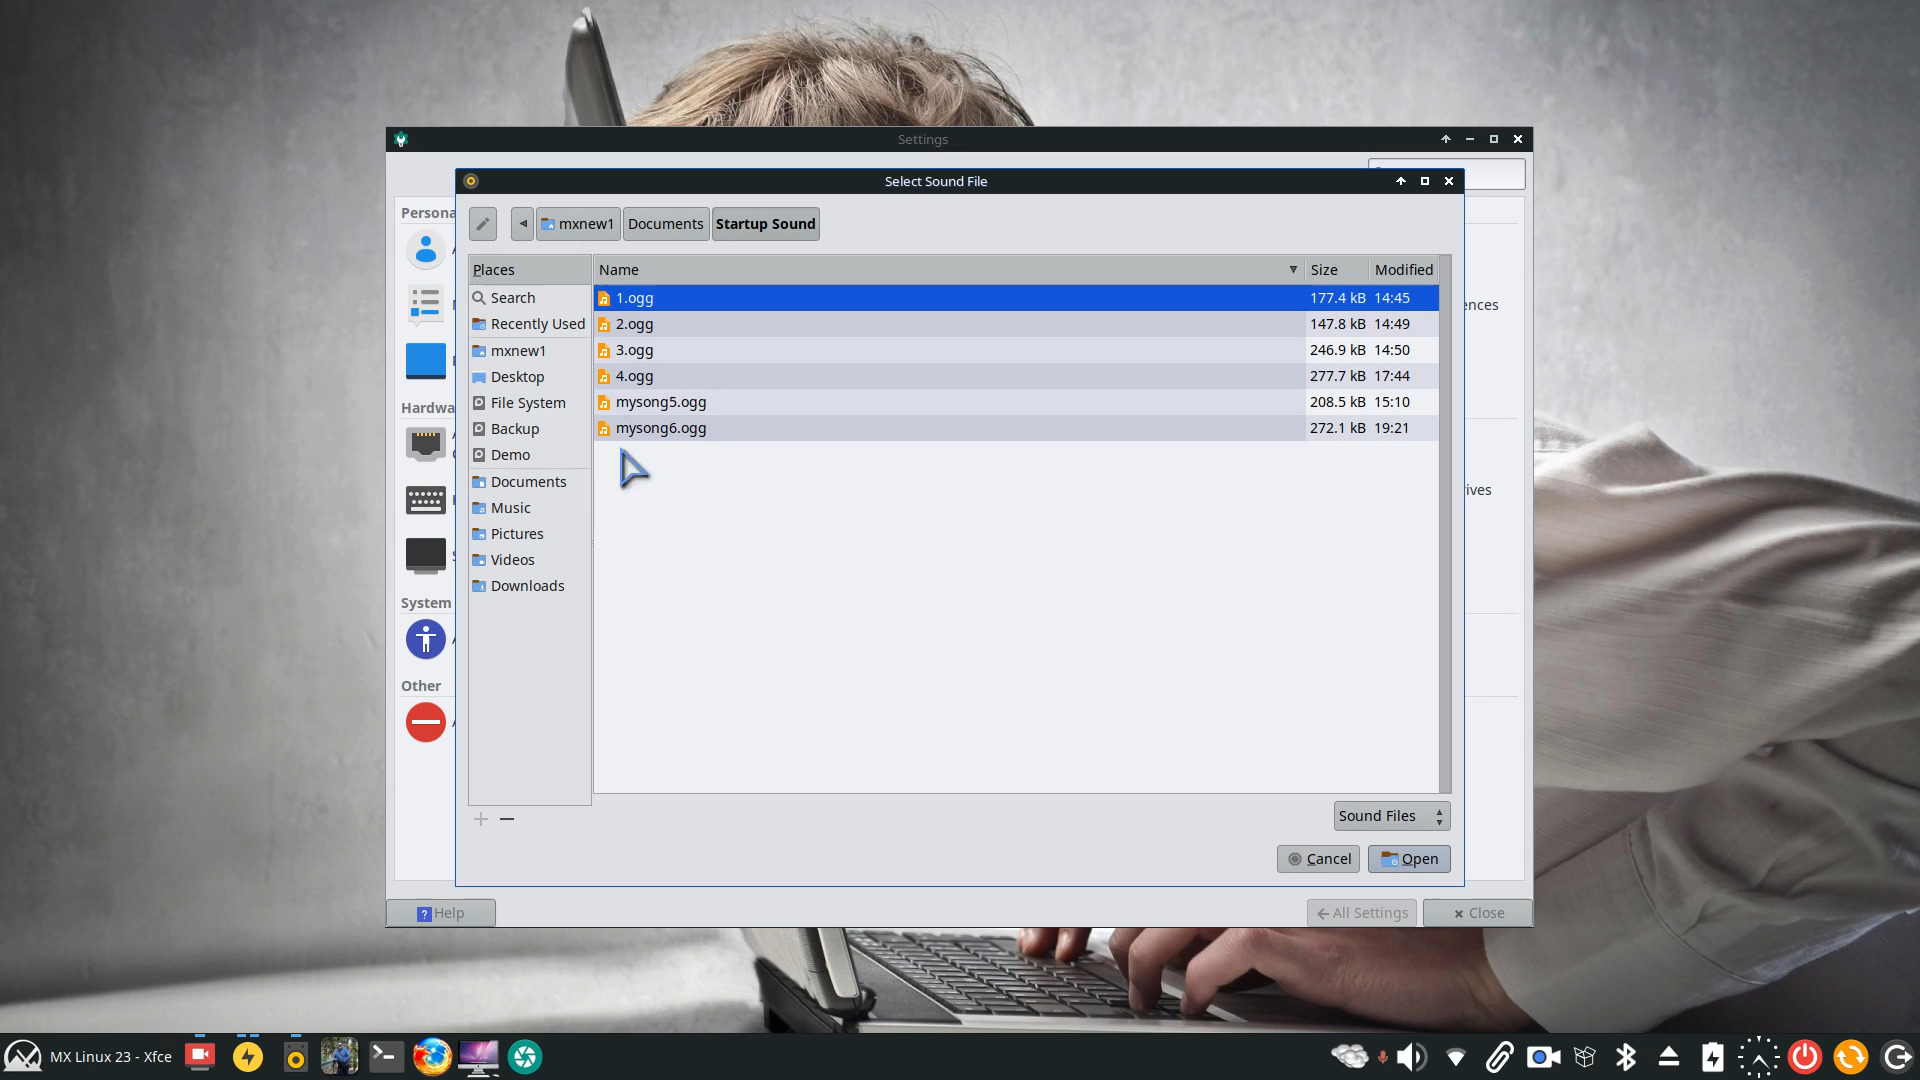 Settings
Select Sound File
mxnew1 Documents Startup Sound
Persona
Places
Name Size Modified
Search
Recently Used
mxnew1
Desktop
File System
Backup
Demo
Documents
Music
Pictures
Videos
Downloads
1.ogg 177.4 kB 14:45
2.ogg 147.8 kB 14:49
3.ogg 246.9 kB 14:50
4.ogg 277.7 kB 17:44
mysong5.ogg 208.5 kB 15:10
mysong6.ogg 272.1 kB 19:21
ences
Hardwa
ives
System
Other
Sound Files
Cancel Open
? Help
All Settings Close
MX Linux 23 - Xfce